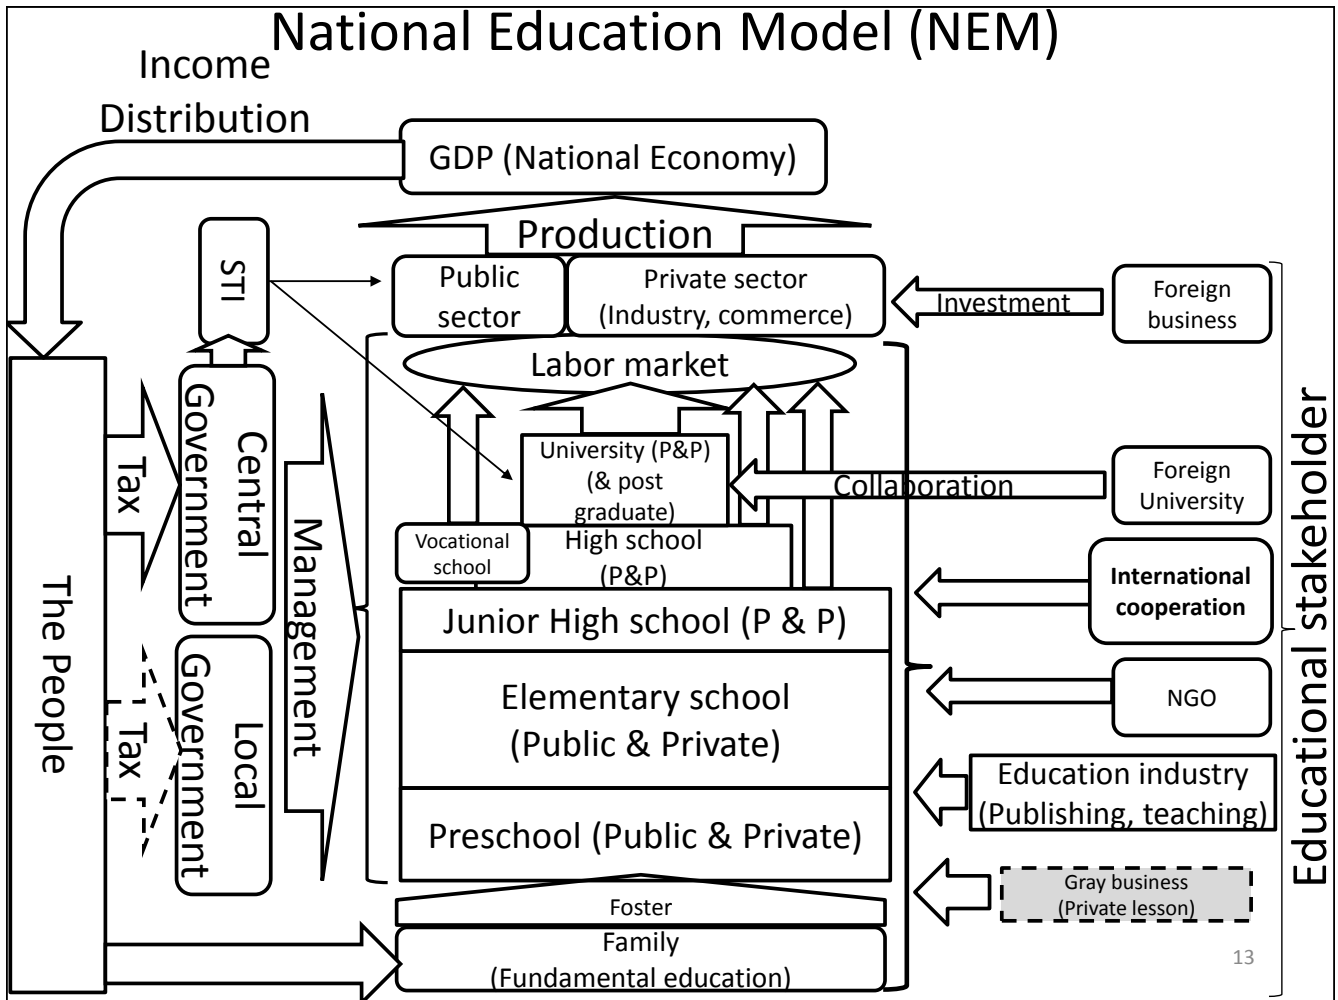 National Education Model (NEM)
Income
Distribution
GDP (National Economy)
Production
STI
Public
sector
Private sector
(Industry, commerce)
Investment
Foreign
business
Labor market
Central
Government
Tax
Management
University (P&P)
(& post
graduate)
Collaboration
Foreign
University
Vocational
school
High school
(P&P)
International
cooperation
The People
Junior High school (P & P)
Local
Government
Tax
Elementary school
(Public & Private)
NGO
Education industry
(Publishing, teaching)
Preschool (Public & Private)
Gray business
(Private lesson)
Foster
Family
(Fundamental education)
Educational stakeholder
13